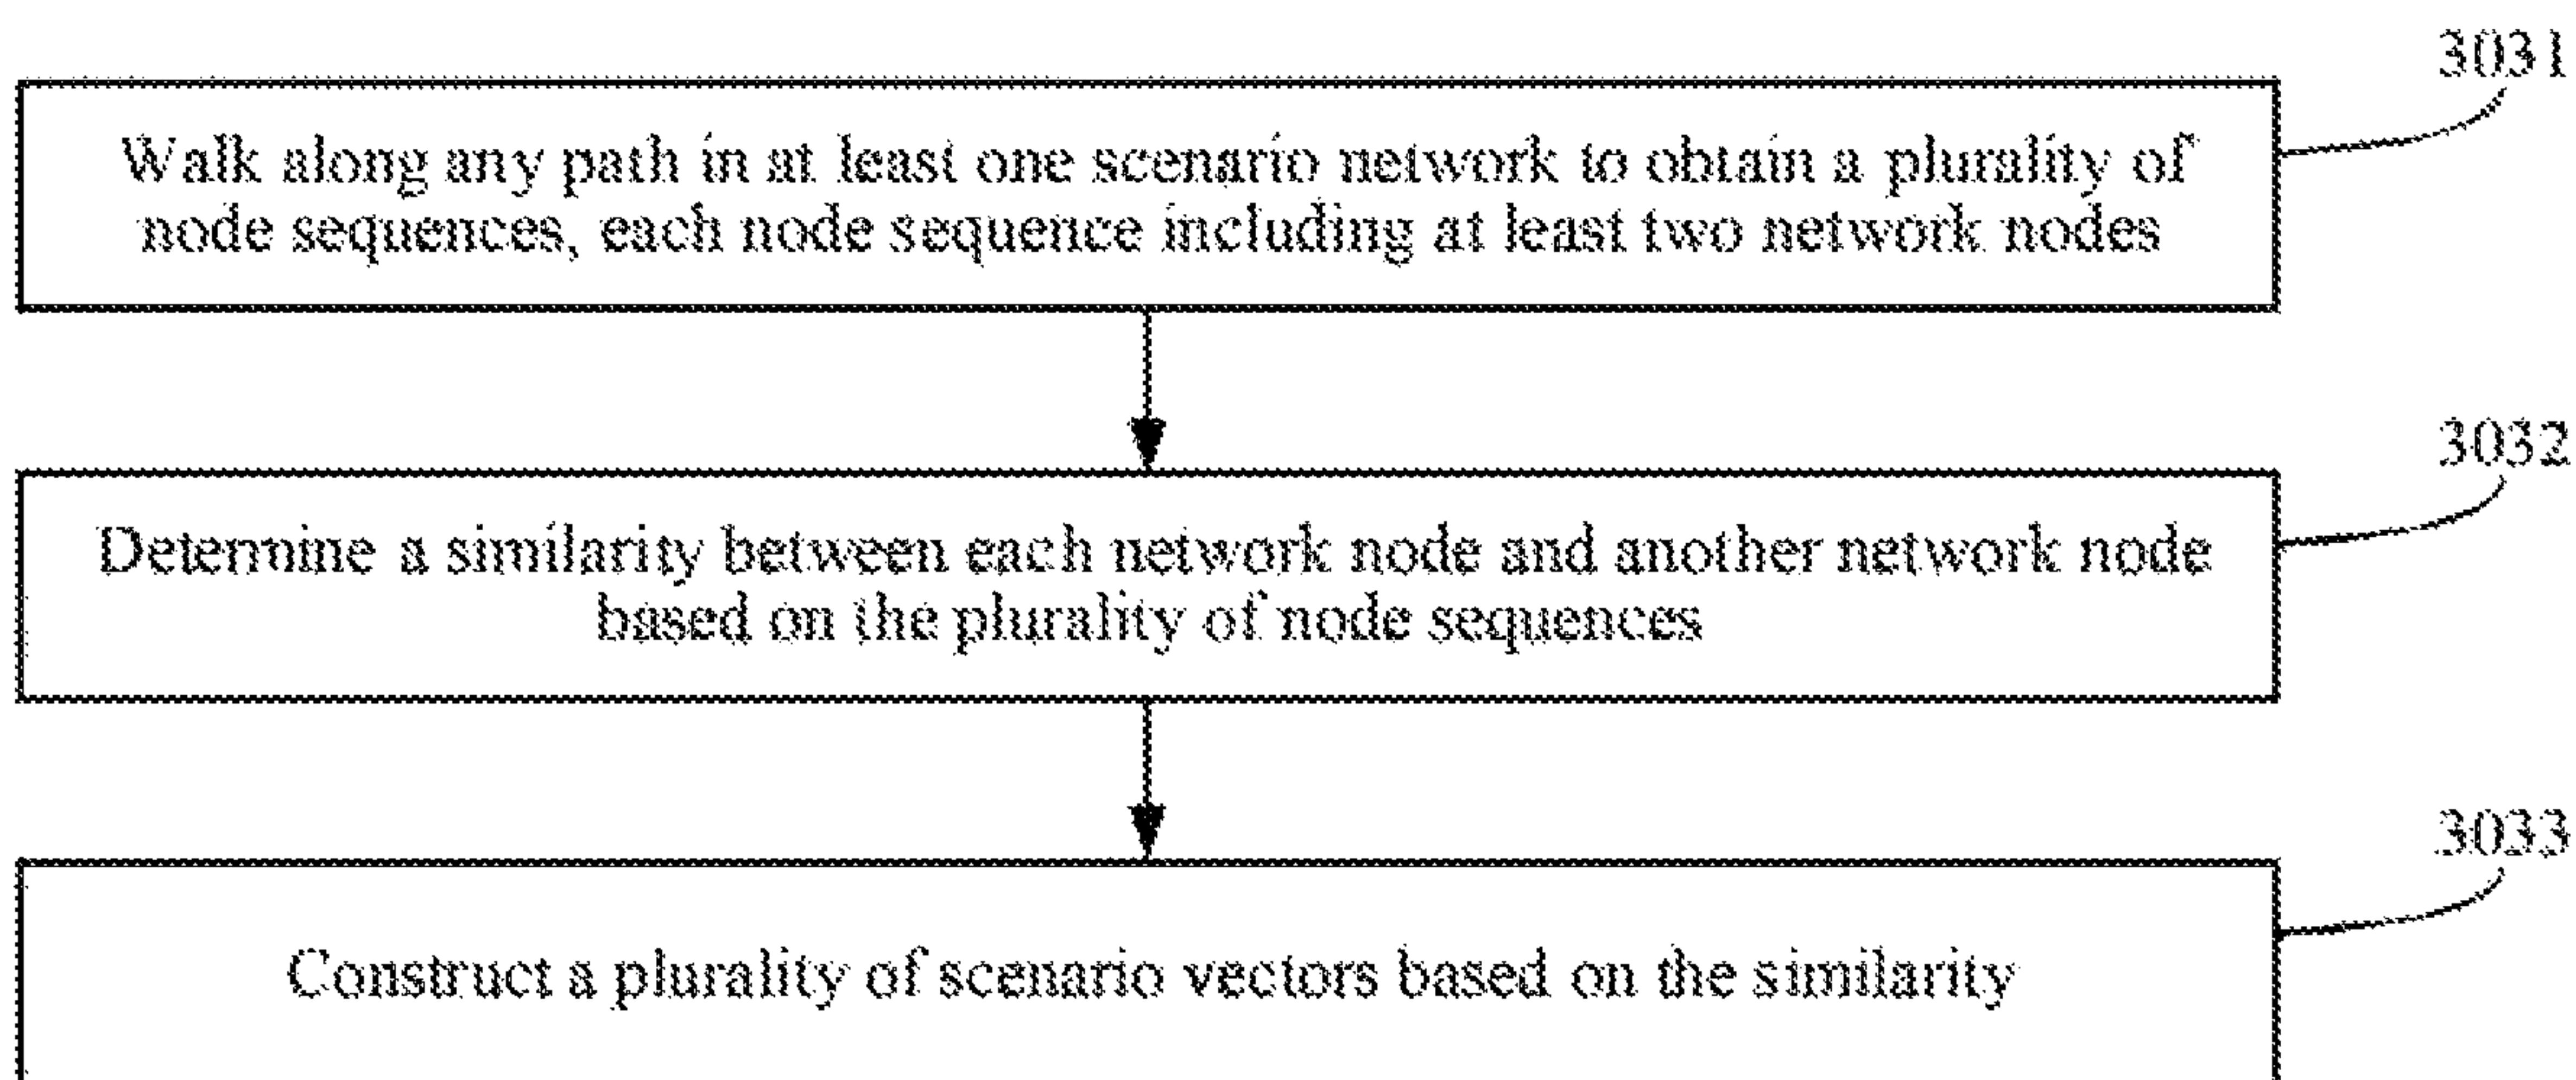 3031
Walk along any path in at least one scenario network to obtain a plurality of
node sequences, each node sequence including at least two network nodes
3032
Determine a similarity between each network node and another network node
based on the plurality of node sequences
3033
Construct a plurality of scenario vectors based on the similarity